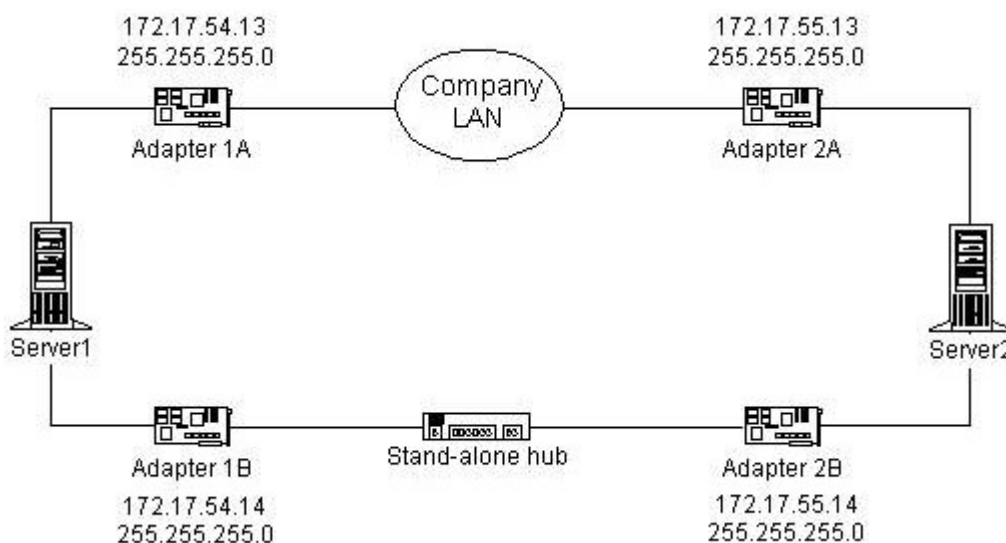 172.17.54.13
255.255.255.0
172.17.55.13
255.255.255.0
Company
LAN
Adapter 1A
Adapter 2A
Server1
Server2
Adapter 1B
Stand-alone hub
Adapter 2B
172.17.54.14
255.255.255.0
172.17.55.14
255.255.255.0